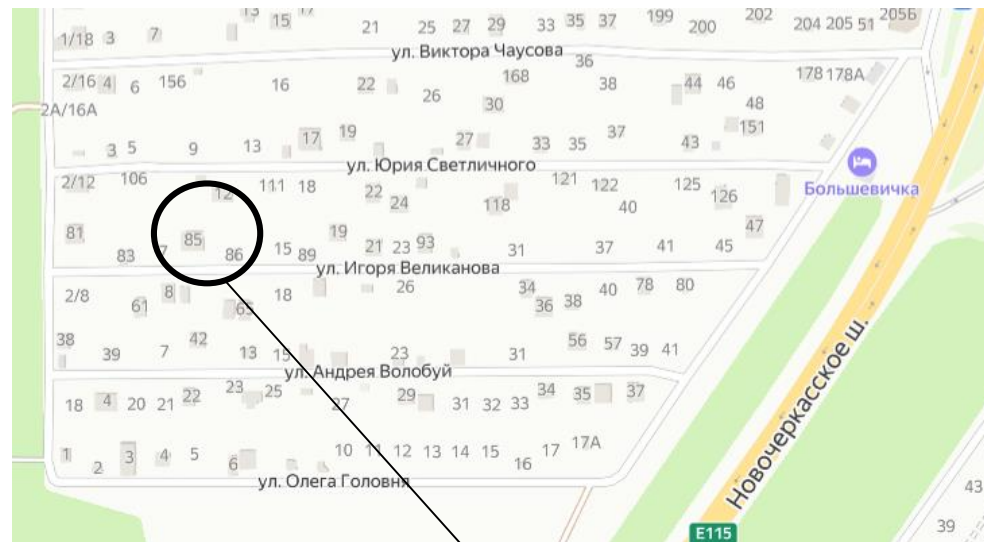 13 15 17 21 25 27 29 33 35 37 199 200 202 204 205 51 205Б
1/18 3 7
ул. Виктора Чаусова
36
2/16 4 6 156 16 22 26 168 30 38 44 46 48 178 178А
2А/16А
151
3 5 9 13 17 19 27 33 35 37 43
ул. Юрия Светличного
Большевичка
2/12 106 12 111 18 22 24 118 121 122 40 125 126
81 83 7 85 86 15 89 19 21 23 93 31 37 41 45 47
ул. Игоря Великанова
2/8 61 8 65 18 26 34 36 38 40 78 80
38 39 7 42 13 15 23 31 56 57 39 41
ул. Андрея Волобуй
18 4 20 21 22 23 25 27 29 31 32 33 34 35 37
1 2 3 4 5 6 10 11 12 13 14 15 16 17 17А
ул. Олега Головня
Новочеркасское ш.
43
39
E115